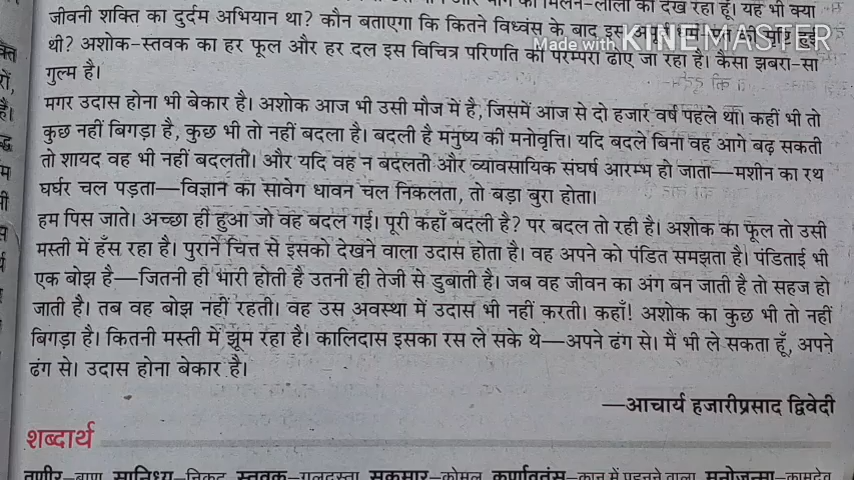 जीवनी शक्ति का दुर्दम अभियान था? कौन बताएगा कि कितने विध्वंस के बाद इस
Made with KINEMASTER
थी? अशोक-स्तवक का हर फूल और हर दल इस विचित्र परिणति की परम्परा ढोए जा रहा है। कैसा झबरा-सा
गुल्म है।
मगर उदास होना भी बेकार है। अशोक आज भी उसी मौज में है, जिसमें आज से दो हजार वर्ष पहले था। कहीं भी तो
कुछ नहीं बिगड़ा है, कुछ भी तो नहीं बदला है। बदली है मनुष्य की मनोवृत्ति। यदि बदले बिना वह आगे बढ़ सकती
तो शायद वह भी नहीं बदलती। और यदि वह न बदलती और व्यावसायिक संघर्ष आरम्भ हो जाता—मशीन का रथ
घर्घर चल पड़ता—विज्ञान का सावेग धावन चल निकलता, तो बड़ा बुरा होता।
हम पिस जाते। अच्छा ही हुआ जो वह बदल गई। पूरी कहाँ बदली है? पर बदल तो रही है। अशोक का फूल तो उसी
मस्ती में हँस रहा है। पुराने चित्त से इसको देखने वाला उदास होता है। वह अपने को पंडित समझता है। पंडिताई भी
एक बोझ है—जितनी ही भारी होती है उतनी ही तेजी से डुबाती है। जब वह जीवन का अंग बन जाती है तो सहज हो
जाती है। तब वह बोझ नहीं रहती। वह उस अवस्था में उदास भी नहीं करती। कहाँ! अशोक का कुछ भी तो नहीं
बिगड़ा है। कितनी मस्ती में झूम रहा है। कालिदास इसका रस ले सके थे—अपने ढंग से। मैं भी ले सकता हूँ, अपने
ढंग से। उदास होना बेकार है।
—आचार्य हजारीप्रसाद द्विवेदी
शब्दार्थ
तूणीर–बाण सानिध्य–निकट स्तवक–गुलदस्ता सुकुमार–कोमल कर्णावतंस–कान में पहनने वाला मनोजन्मा–कामदेव